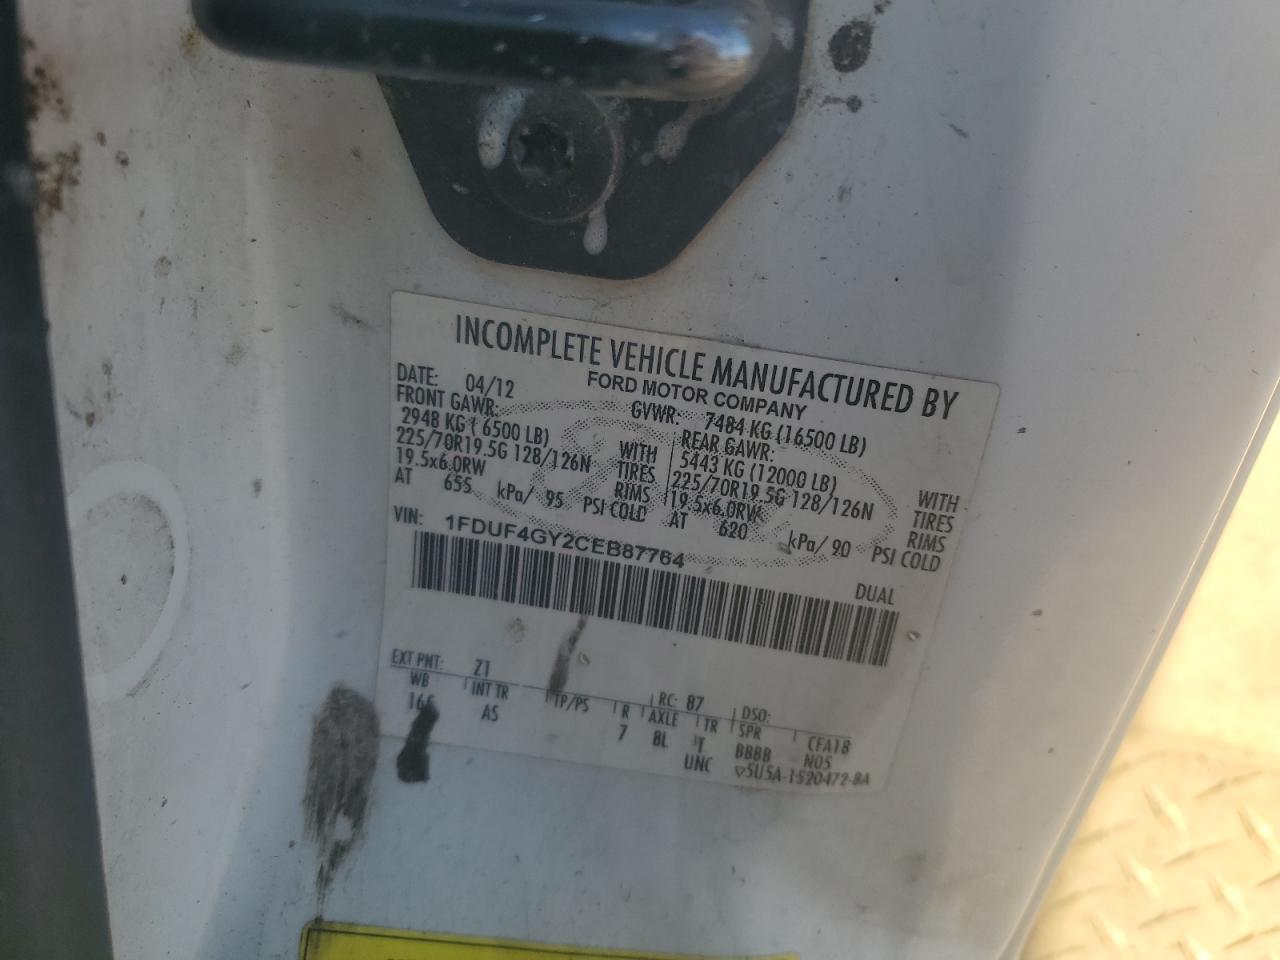 INCOMPLETE VEHICLE MANUFACTURED BY
FORD MOTOR COMPANY
DATE: 04/12 GVWR: 7484 KG (16500 LB)
FRONT GAWR: REAR GAWR:
2948 KG ( 6500 LB) WITH 5443 KG (12000 LB) WITH
225/70R19.5G 128/126N TIRES 225/70R19.5G 128/126N TIRES
19.5x6.0RW RIMS 19.5x6.0RW RIMS
AT 655 kPa/ 95 PSI COLD AT 620 kPa/ 90 PSI COLD
VIN: 1FDUF4GY2CEB87764 DUAL
EXT PNT: Z1 RC: B7 DSO:
WB INT TR TP/PS R AXLE TR SPR CFA18
AS 7 8L T BBBB N05
UNC ▽5U5A-1520472-BA